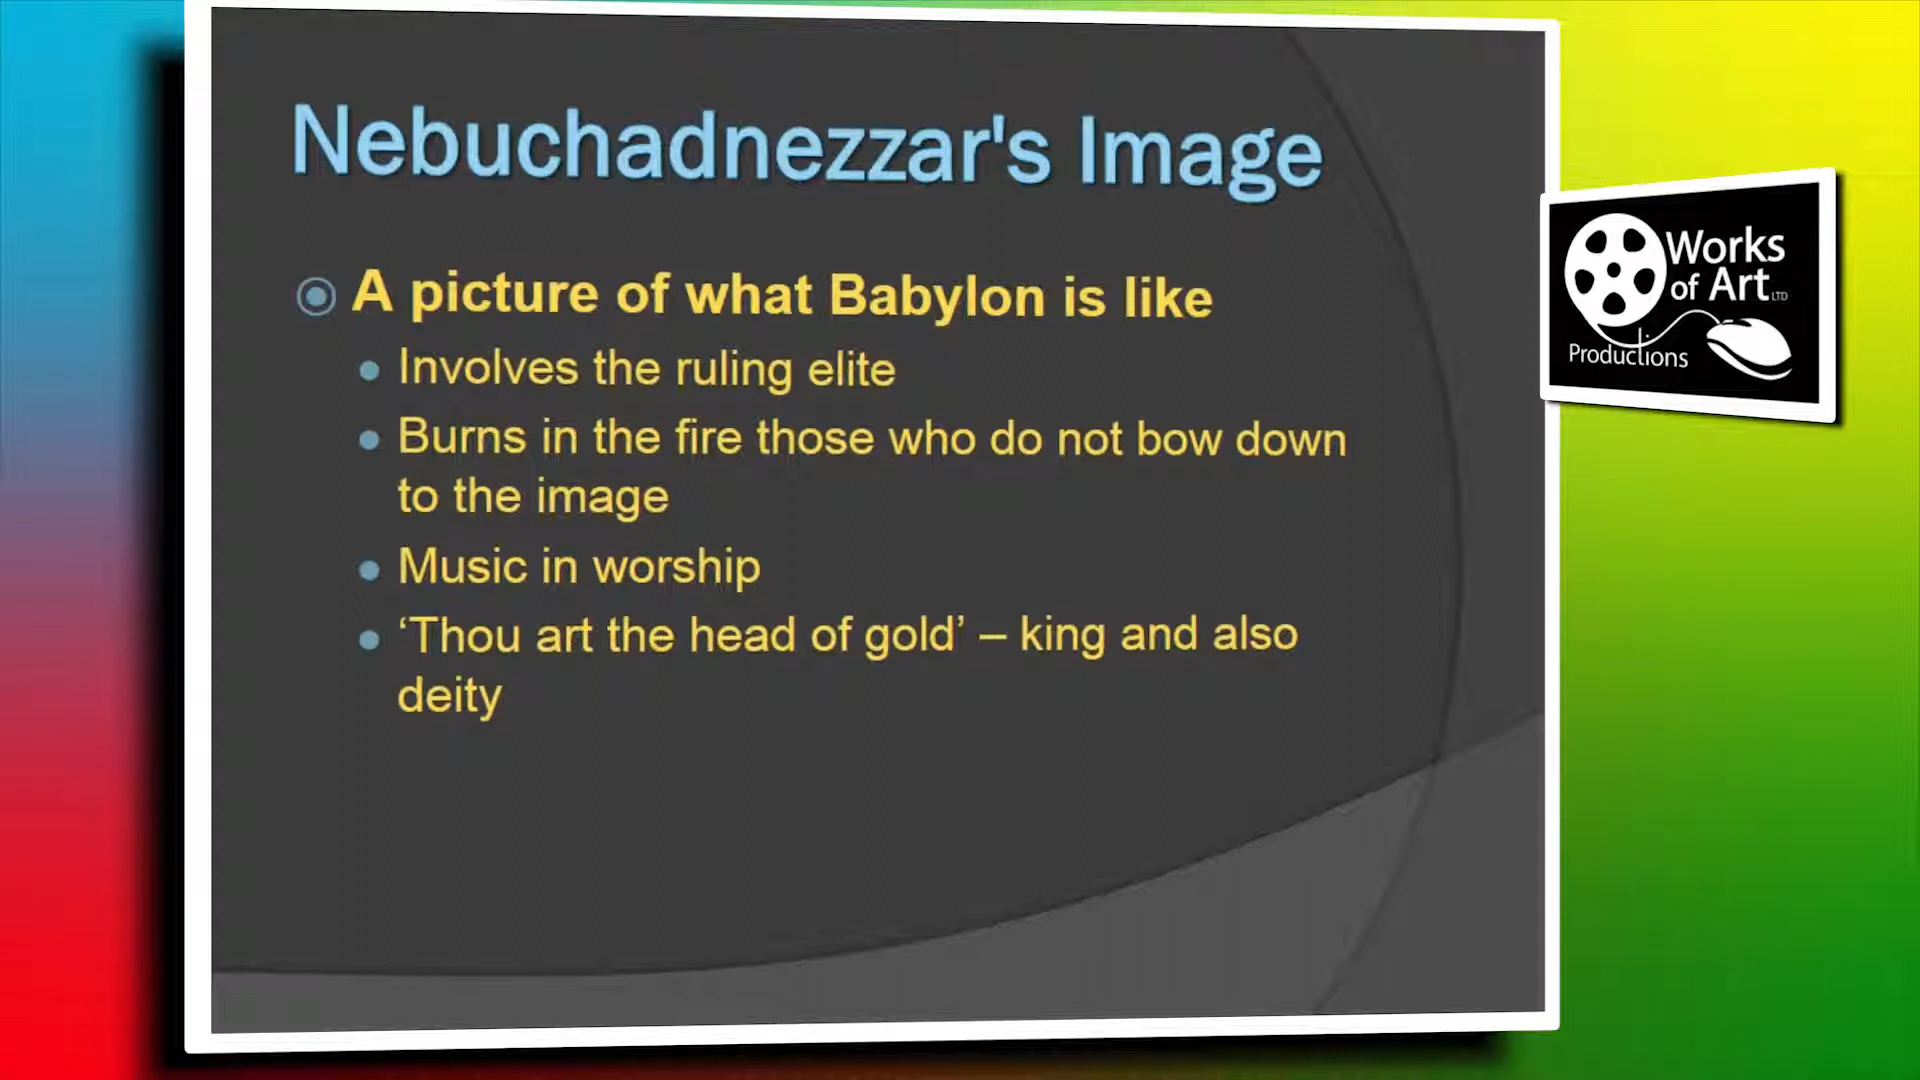 Nebuchadnezzar's Image
A picture of what Babylon is like
Involves the ruling elite
Burns in the fire those who do not bow down
to the image
Music in worship
‘Thou art the head of gold’ – king and also
deity
Works
of Art LTD
Productions